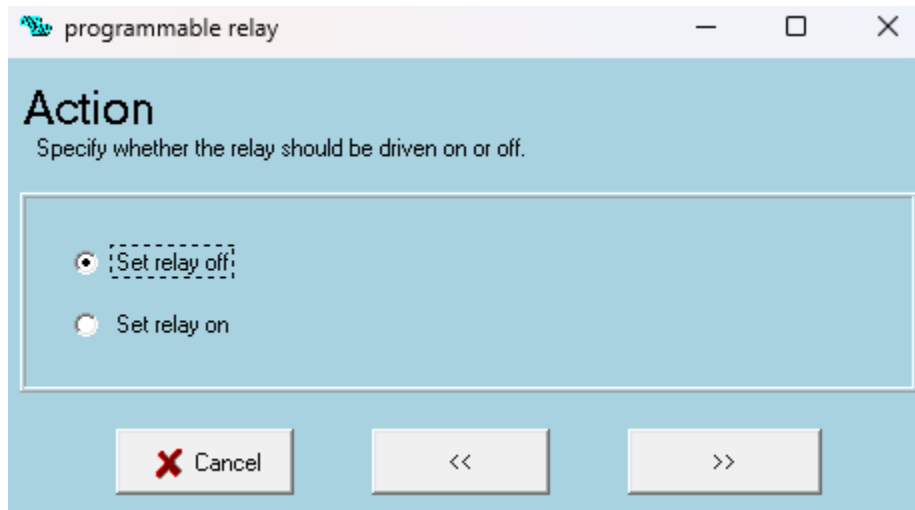 programmable relay
Action
Specify whether the relay should be driven on or off.
Set relay off
Set relay on
Cancel
<<
>>